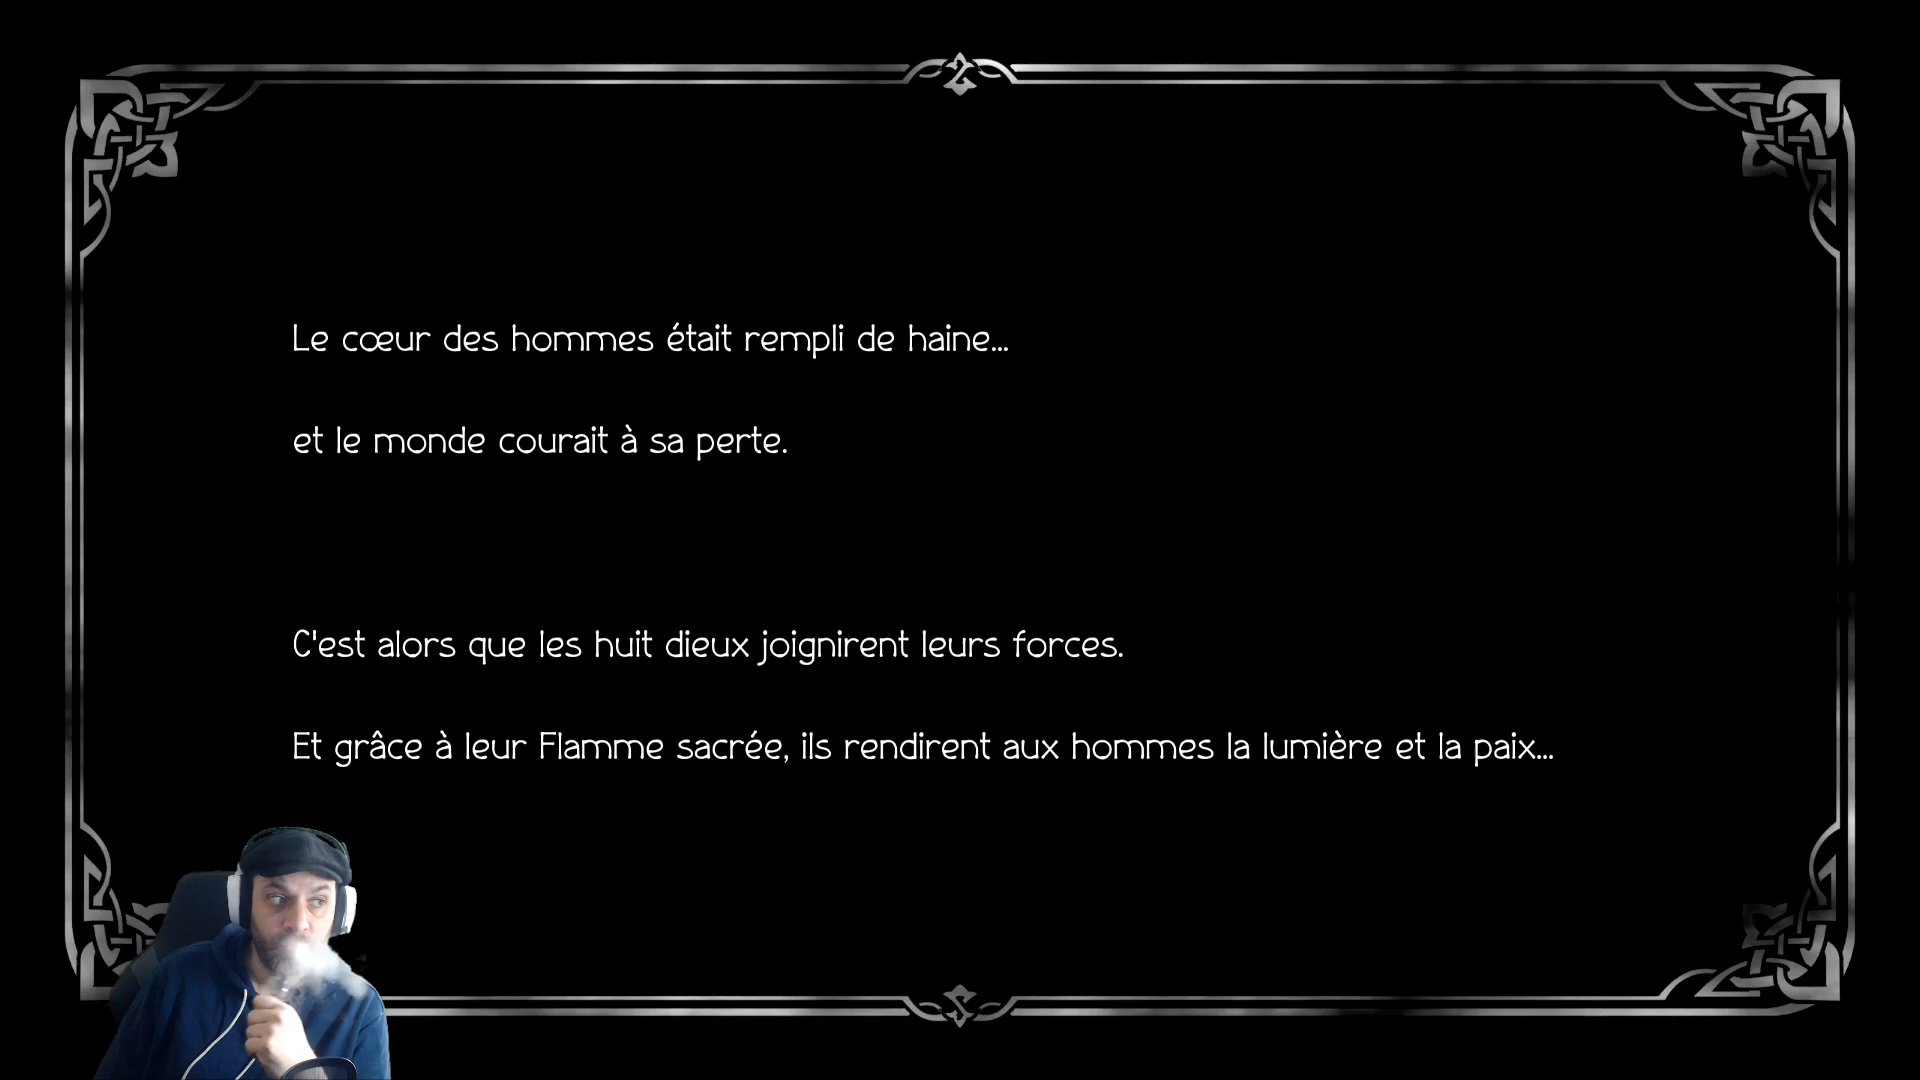 Le cœur des hommes était rempli de haine...
et le monde courait à sa perte.
C'est alors que les huit dieux joignirent leurs forces.
Et grâce à leur Flamme sacrée, ils rendirent aux hommes la lumière et la paix...